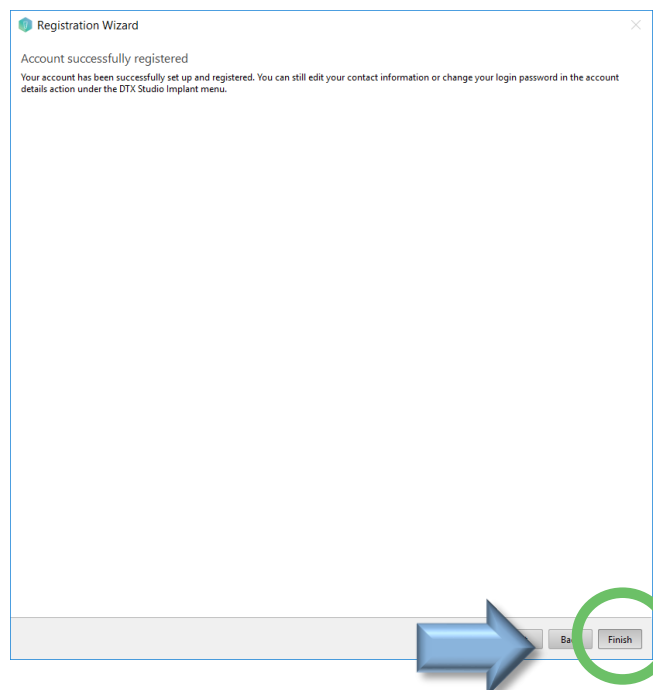 Registration Wizard
Account successfully registered
Your account has been successfully set up and registered. You can still edit your contact information or change your login password in the account
details action under the DTX Studio Implant menu.
Finish